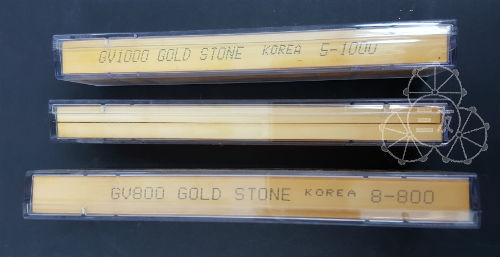 GV1000 GOLD STONE KOREA 5-1000
GV800 GOLD STONE KOREA 8-800